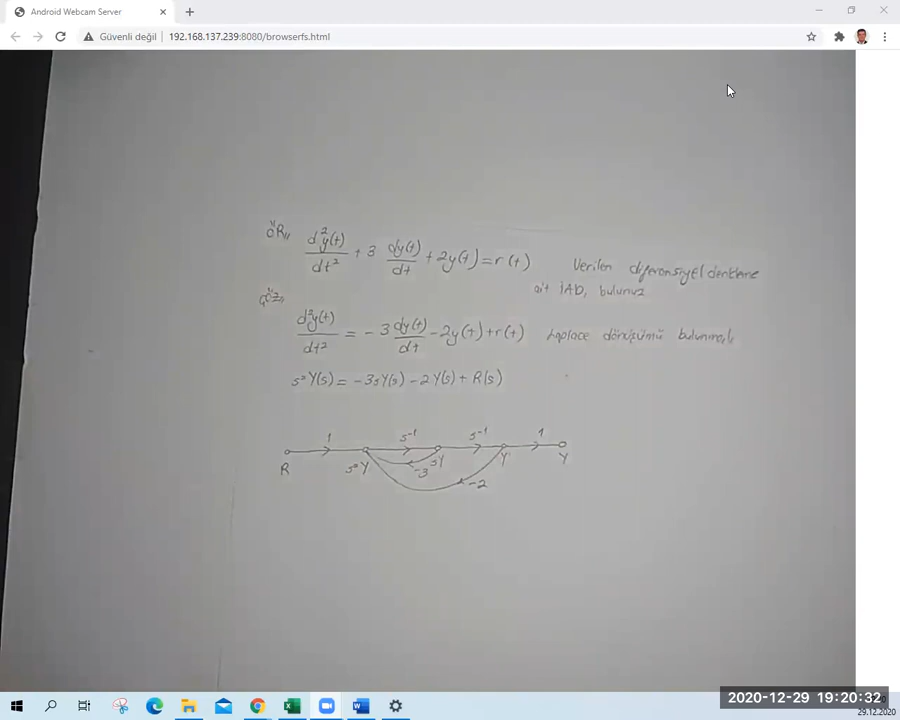 Android Webcam Server
Güvenli değil 192.168.137.239:8080/browserfs.html
ÖR// d²y(t)/dt² + 3 dy(t)/dt + 2y(t) = r(t) Verilen diferansiyel denkleme
ait İAD, bulunuz
ÇÖZ//
d²y(t)/dt² = -3 dy(t)/dt - 2y(t) + r(t) Laplace dönüşümü bulunmalı
s²Y(s) = -3sY(s) - 2Y(s) + R(s)
1 s⁻¹ s⁻¹ 1
R s²Y -3 sY Y Y
-2
2020-12-29 19:20:32
29.12.2020